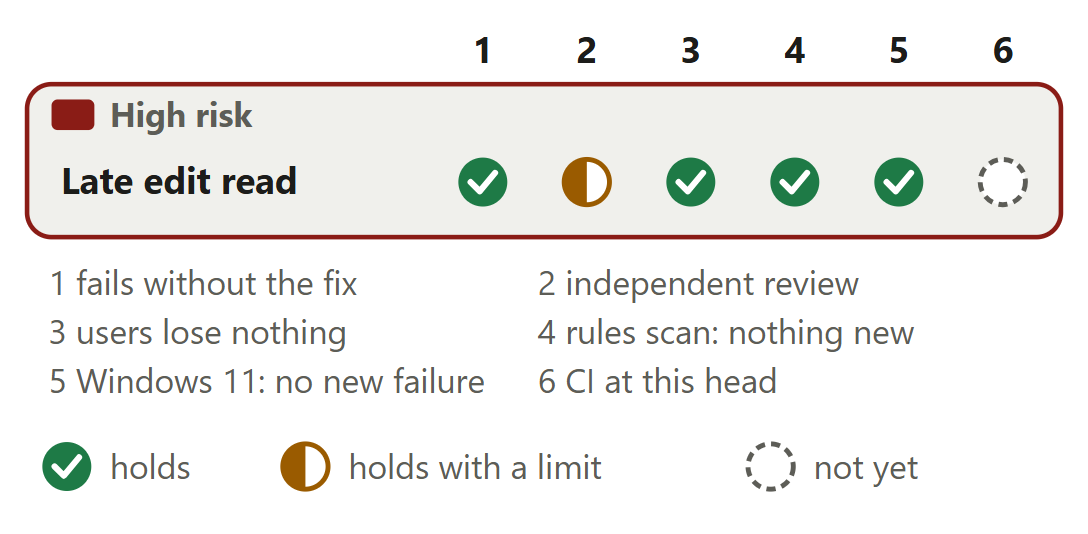 1 2 3 4 5 6
High risk
Late edit read
1 fails without the fix
2 independent review
3 users lose nothing
4 rules scan: nothing new
5 Windows 11: no new failure
6 CI at this head
holds
holds with a limit
not yet